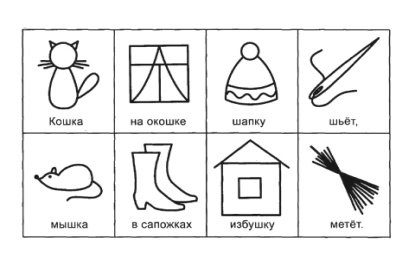 Кошка на окошке шапку шьёт,
мышка в сапожках избушку метёт.